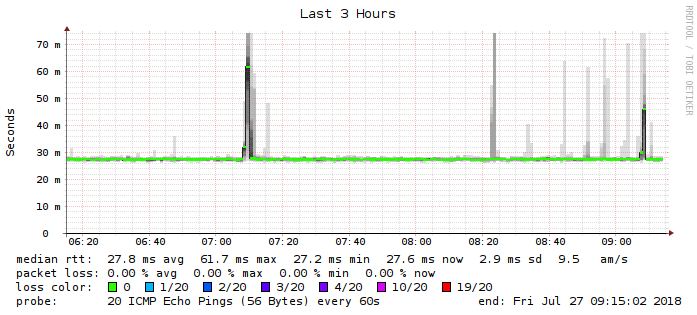 Last 3 Hours
RRDTOOL / TOBI OETIKER
Seconds
70 m
60 m
50 m
40 m
30 m
20 m
10 m
0
06:20 06:40 07:00 07:20 07:40 08:00 08:20 08:40 09:00
median rtt: 27.8 ms avg 61.7 ms max 27.2 ms min 27.6 ms now 2.9 ms sd 9.5 am/s
packet loss: 0.00 % avg 0.00 % max 0.00 % min 0.00 % now
loss color: 0 1/20 2/20 3/20 4/20 10/20 19/20
probe: 20 ICMP Echo Pings (56 Bytes) every 60s end: Fri Jul 27 09:15:02 2018